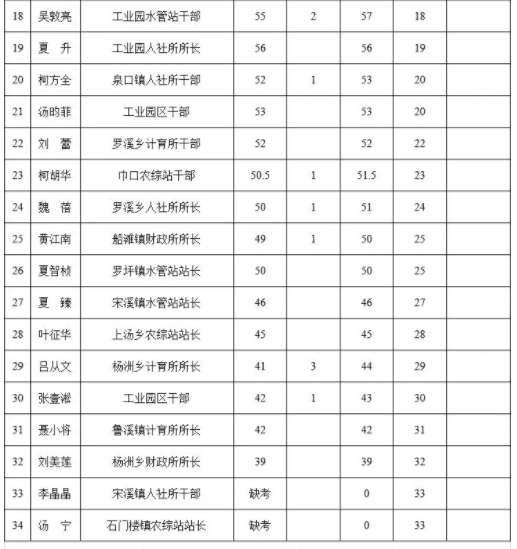 18 吴敦亮 工业园水管站干部 55 2 57 18
19 夏 升 工业园人社所所长 56 56 19
20 柯方全 泉口镇人社所干部 52 1 53 20
21 汤昀菲 工业园区干部 53 53 20
22 刘 蕾 罗溪乡计育所干部 52 52 22
23 柯胡华 巾口农综站干部 50.5 1 51.5 23
24 魏 蓓 罗溪乡人社所所长 50 1 51 24
25 黄江南 船滩镇财政所所长 49 1 50 25
26 夏智桢 罗坪镇水管站站长 50 50 25
27 夏 臻 宋溪镇水管站站长 46 46 27
28 叶征华 上汤乡农综站站长 45 45 28
29 吕从文 杨洲乡计育所所长 41 3 44 29
30 张壹凇 工业园区干部 42 1 43 30
31 聂小将 鲁溪镇计育所所长 42 42 31
32 刘美莲 杨洲乡财政所所长 39 39 32
33 李晶晶 宋溪镇人社所干部 缺考 0 33
34 汤 宁 石门楼镇农综站站长 缺考 0 33